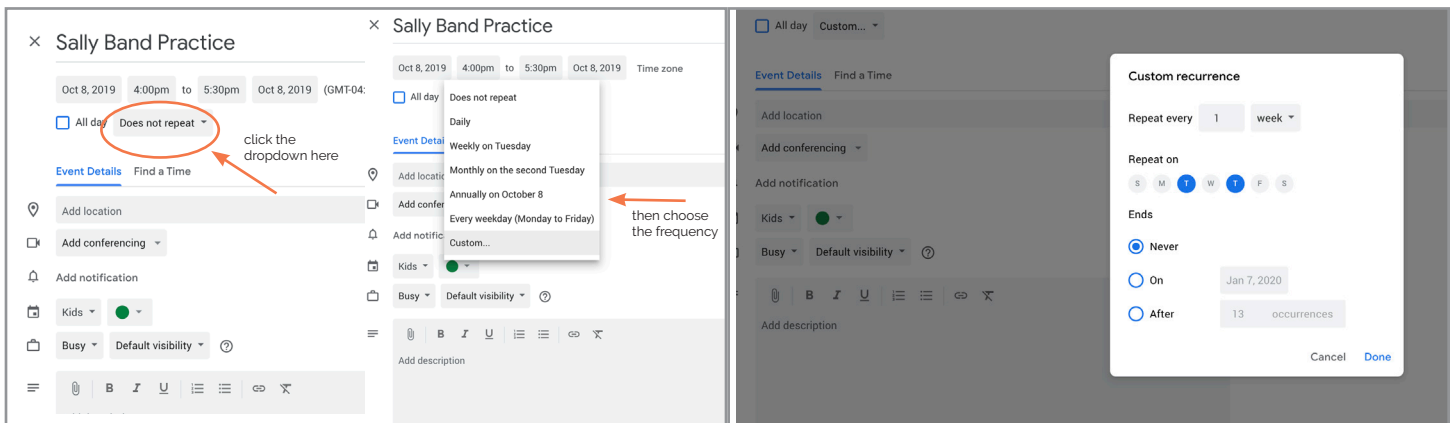 Sally Band Practice
Oct 8, 2019 4:00pm to 5:30pm Oct 8, 2019 (GMT-04:
All day Does not repeat
click the
dropdown here
Event Details Find a Time
Add location
Add conferencing
Add notification
Kids
Busy Default visibility
B I U
Sally Band Practice
Oct 8, 2019 4:00pm to 5:30pm Oct 8, 2019 Time zone
All day
Does not repeat
Daily
Weekly on Tuesday
Monthly on the second Tuesday
Annually on October 8
Every weekday (Monday to Friday)
Custom...
then choose
the frequency
Event Detai
Add locatio
Add confer
Add notific
Kids
Busy Default visibility
B I U
Add description
All day Custom...
Event Details Find a Time
Add location
Add conferencing
Add notification
Kids
Busy Default visibility
B I U
Add description
Custom recurrence
Repeat every 1 week
Repeat on
S M T W T F S
Ends
Never
On Jan 7, 2020
After 13 occurrences
Cancel Done